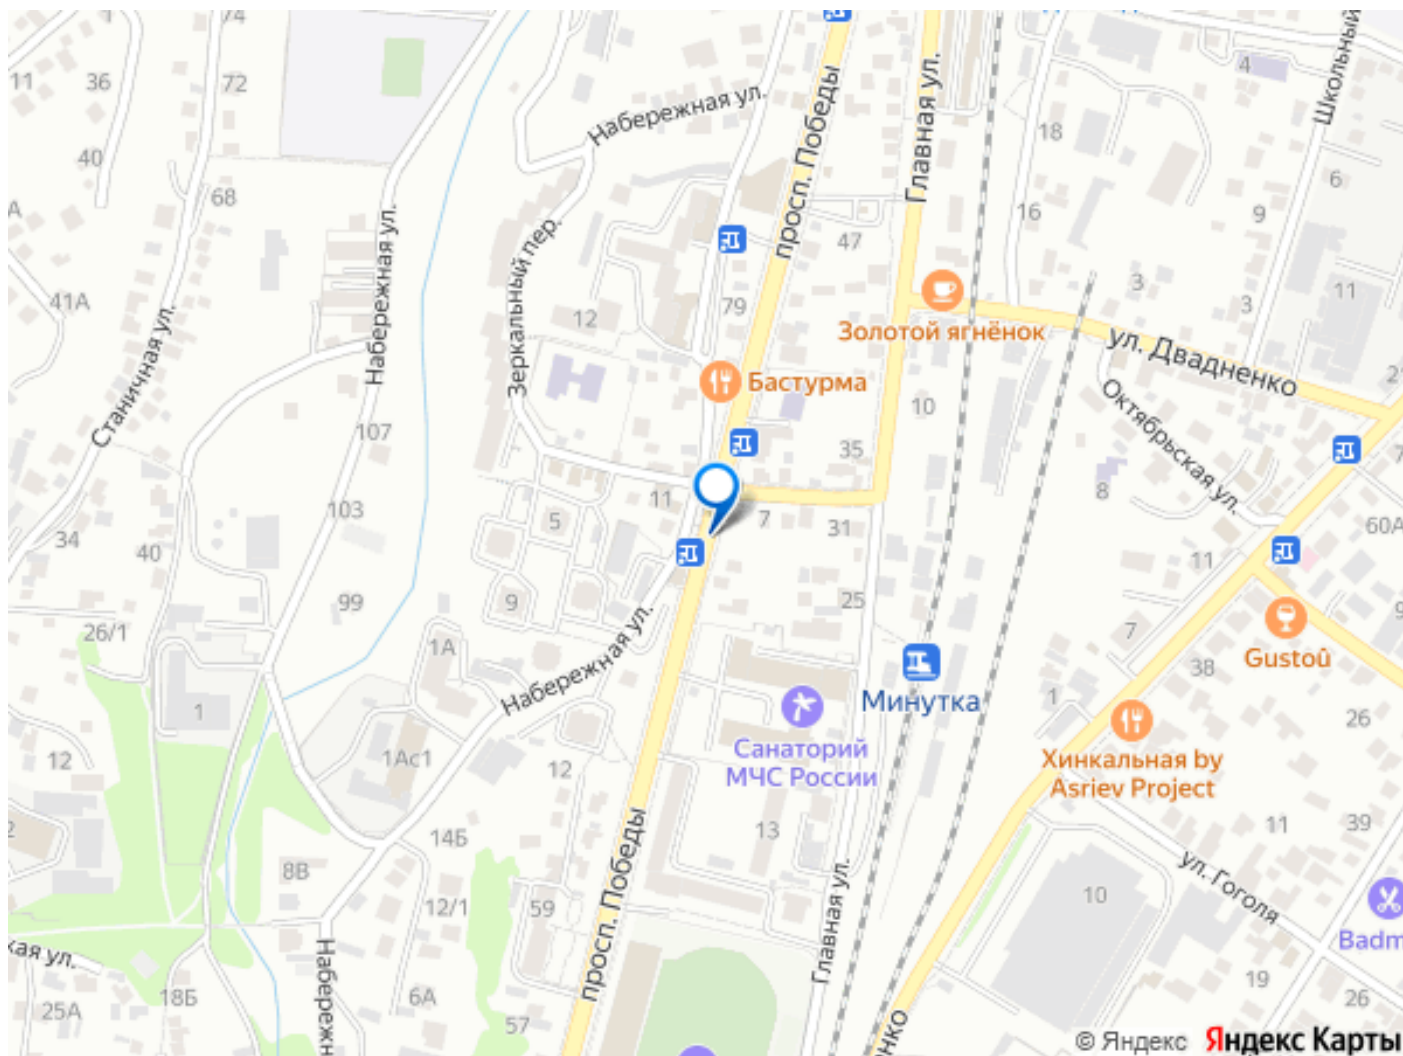 74
Школьный
11
36
72
4
Набережная ул.
просп. Победы
Главная ул.
18
40
68
6
16
9
47
Набережная ул.
Зеркальный пер.
41А
Станичная ул.
12
79
3
3
11
Золотой ягнёнок
ул. Двадненко
Бастурма
10
Октябрьская ул.
107
35
103
11
5
7
31
8
60А
34
40
11
99
9
25
26/1
1А
Набережная ул.
7
38
Gustoû
1
Минутка
1
26
12
1Ас1
12
Санаторий
МЧС России
Хинкальная by
Asriev Project
просп. Победы
14Б
13
11
39
8В
ул. Гоголя
12/1
59
10
Главная ул.
Badm
кая ул.
Набережн
25А
18Б
6А
57
19
26
нко
© Яндекс Яндекс Карты